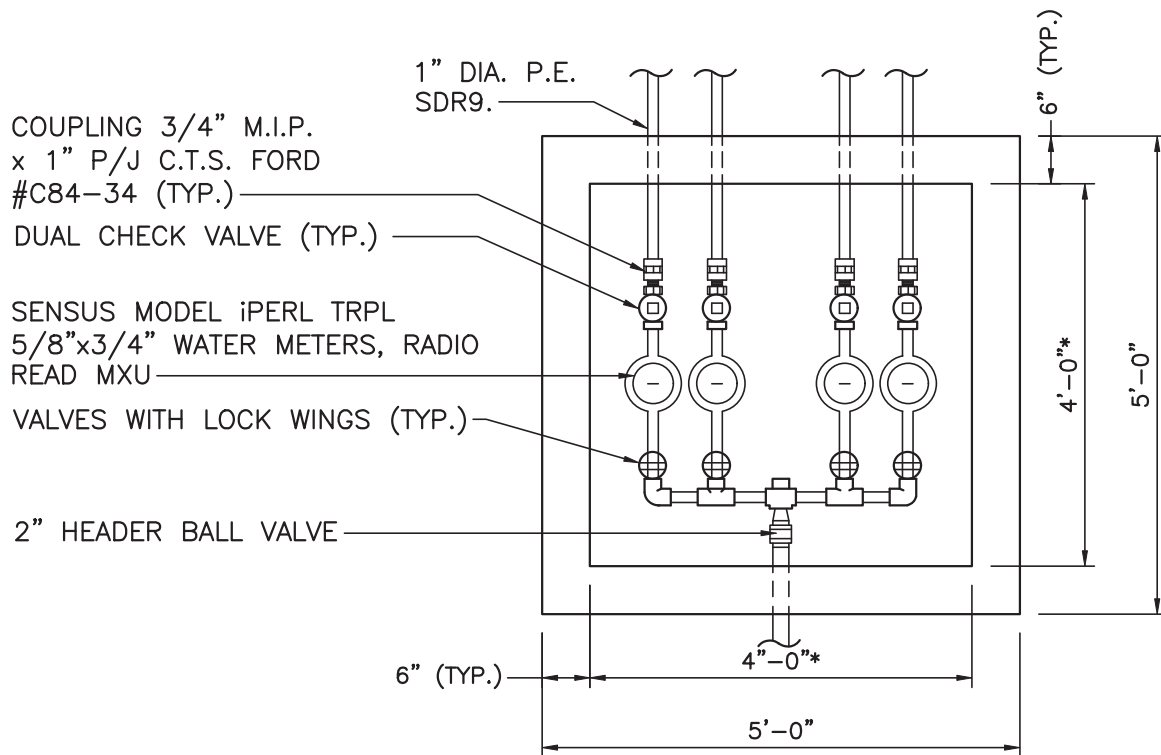 1” DIA. P.E.
SDR9.
6” (TYP.)
COUPLING 3/4” M.I.P.
x 1” P/J C.T.S. FORD
#C84–34 (TYP.)
DUAL CHECK VALVE (TYP.)
SENSUS MODEL iPERL TRPL
5/8”x3/4” WATER METERS, RADIO
READ MXU
VALVES WITH LOCK WINGS (TYP.)
2” HEADER BALL VALVE
4’–0”*
5’–0”
6” (TYP.)
4”–0”*
5’–0”